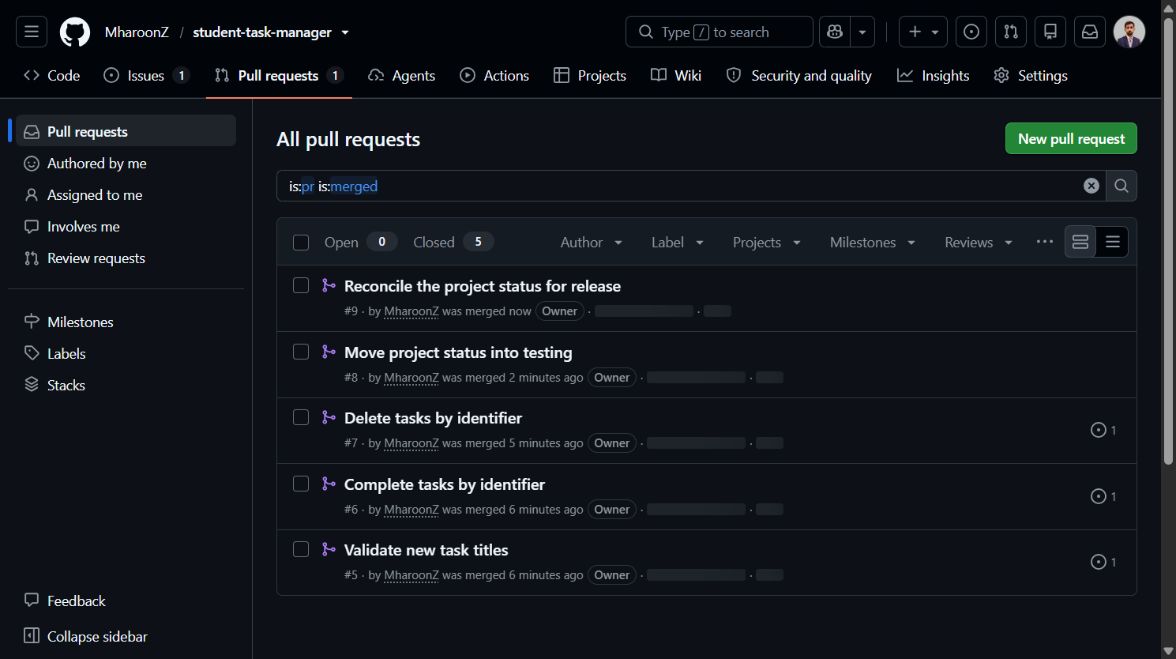 MharoonZ / student-task-manager
Type / to search
Code
Issues 1
Pull requests 1
Agents
Actions
Projects
Wiki
Security and quality
Insights
Settings
Pull requests
Authored by me
Assigned to me
Involves me
Review requests
Milestones
Labels
Stacks
Feedback
Collapse sidebar
All pull requests
New pull request
is:pr is:merged
Open 0 Closed 5 Author Label Projects Milestones Reviews
Reconcile the project status for release
#9 · by MharoonZ was merged now Owner · ·
Move project status into testing
#8 · by MharoonZ was merged 2 minutes ago Owner · ·
Delete tasks by identifier
#7 · by MharoonZ was merged 5 minutes ago Owner · ·
1
Complete tasks by identifier
#6 · by MharoonZ was merged 6 minutes ago Owner · ·
1
Validate new task titles
#5 · by MharoonZ was merged 6 minutes ago Owner · ·
1